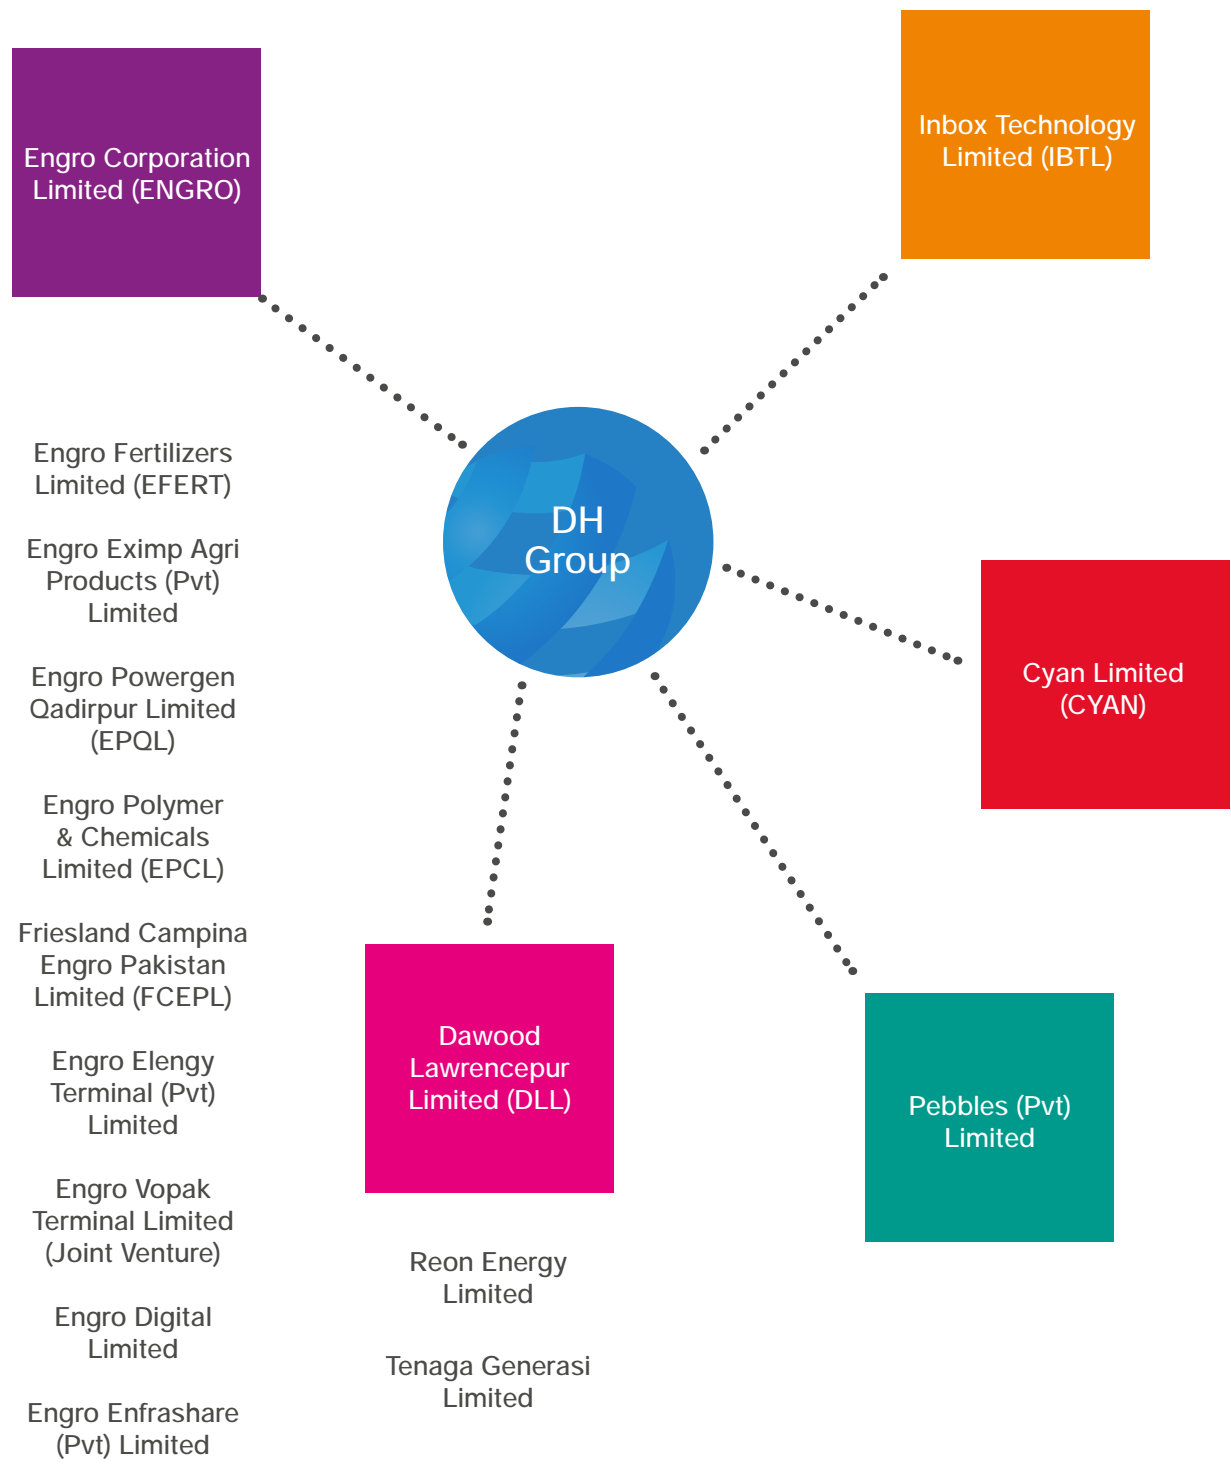 Engro Corporation
Limited (ENGRO)
Inbox Technology
Limited (IBTL)
DH
Group
Cyan Limited
(CYAN)
Pebbles (Pvt)
Limited
Dawood
Lawrencepur
Limited (DLL)
Reon Energy
Limited
Tenaga Generasi
Limited
Engro Fertilizers
Limited (EFERT)
Engro Eximp Agri
Products (Pvt)
Limited
Engro Powergen
Qadirpur Limited
(EPQL)
Engro Polymer
& Chemicals
Limited (EPCL)
Friesland Campina
Engro Pakistan
Limited (FCEPL)
Engro Elengy
Terminal (Pvt)
Limited
Engro Vopak
Terminal Limited
(Joint Venture)
Engro Digital
Limited
Engro Enfrashare
(Pvt) Limited